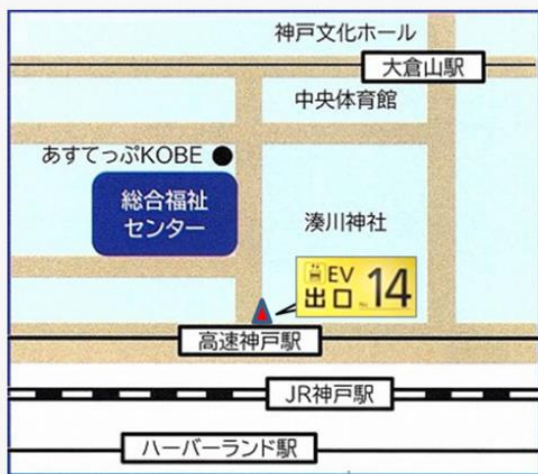 神戸文化ホール
大倉山駅
中央体育館
あすてっぷKOBE
総合福祉
センター
湊川神社
EV
出口 No. 14
高速神戸駅
JR神戸駅
ハーバーランド駅